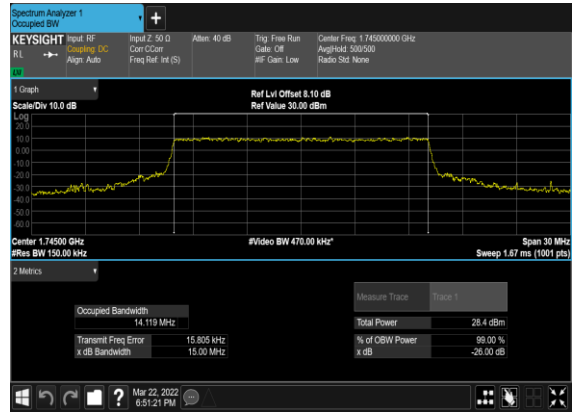 Spectrum Analyzer 1
Occupied BW
+
KEYSIGHT Input: RF Input Z: 50 Ω Atten: 40 dB Trig: Free Run Center Freq: 1.745000000 GHz
RL Coupling: DC Corr CCorr Gate: Off Avg|Hold: 500/500
Align: Auto Freq Ref: Int (S) #IF Gain: Low Radio Std: None
LW
1 Graph
Ref Lvl Offset 8.10 dB
Scale/Div 10.0 dB Ref Value 30.00 dBm
Log
20.0
10.0
0.00
-10.0
-20.0
-30.0
-40.0
-50.0
-60.0
Center 1.74500 GHz #Video BW 470.00 kHz* Span 30 MHz
#Res BW 150.00 kHz Sweep 1.67 ms (1001 pts)
2 Metrics
Measure Trace Trace 1
Occupied Bandwidth
14.119 MHz Total Power 28.4 dBm
Transmit Freq Error 15.805 kHz % of OBW Power 99.00 %
x dB Bandwidth 15.00 MHz x dB -26.00 dB
? Mar 22, 2022
6:51:21 PM